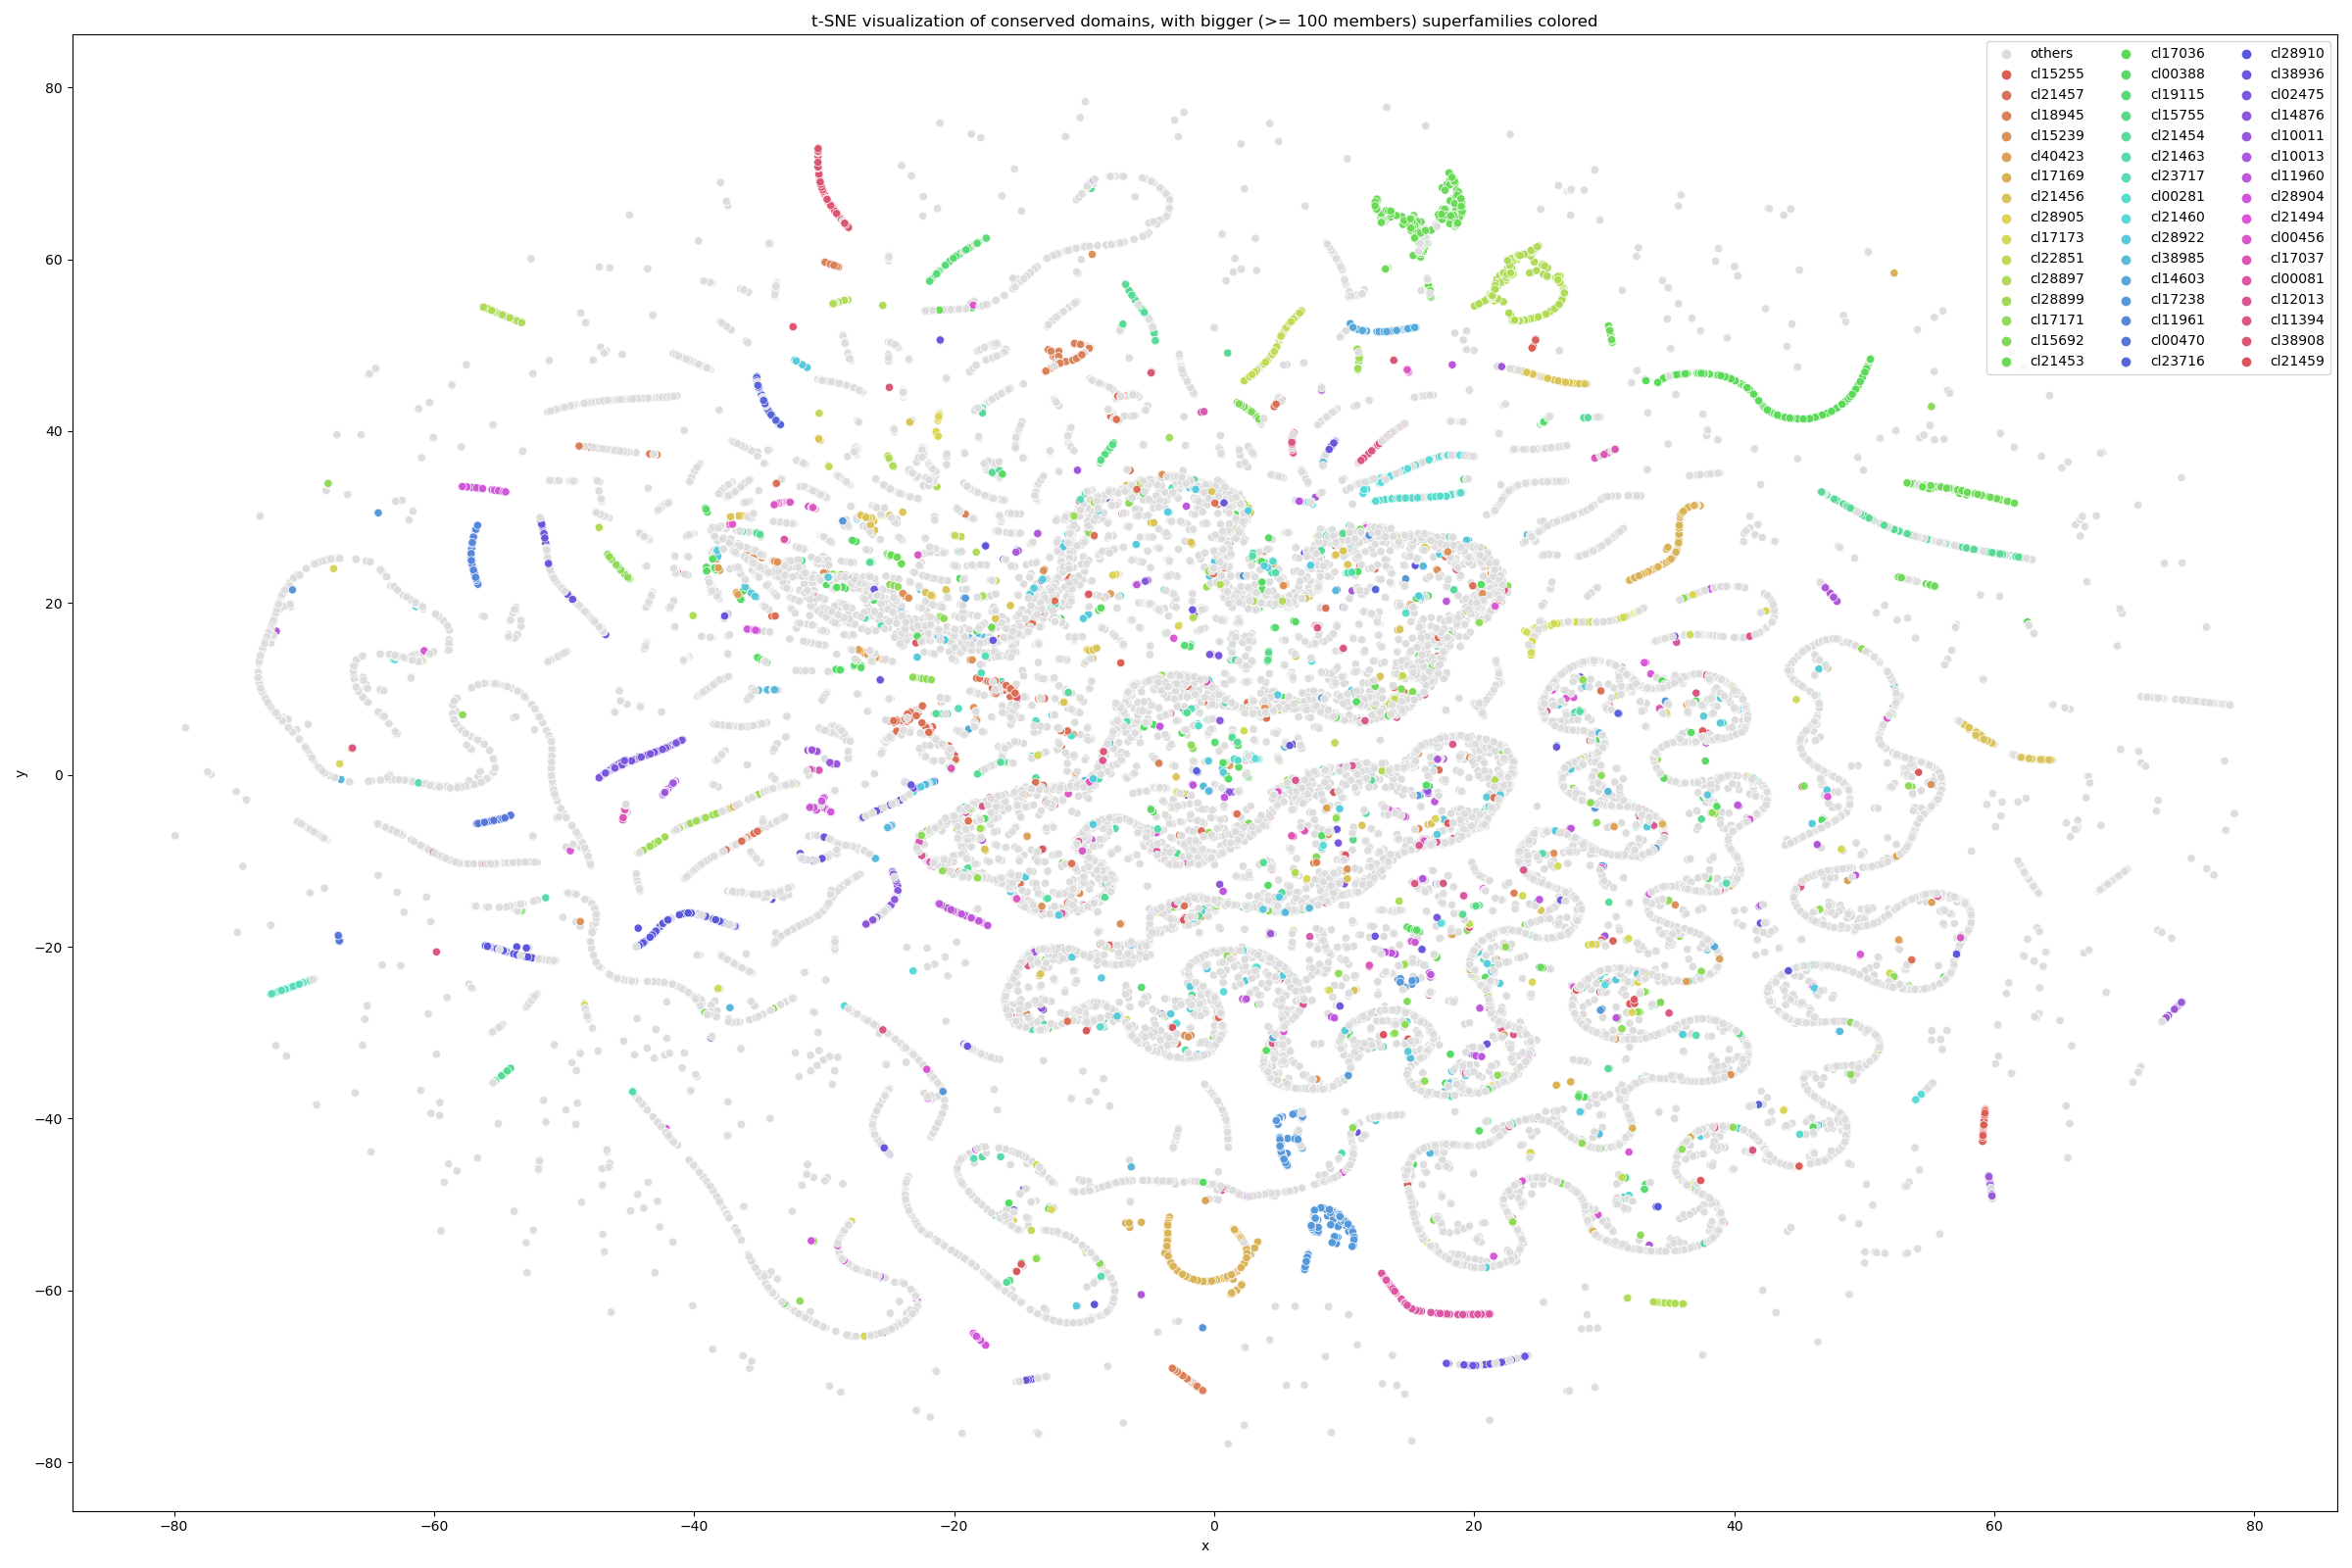 t-SNE visualization of conserved domains, with bigger (>= 100 members) superfamilies colored
others
cl15255
cl21457
cl18945
cl15239
cl40423
cl17169
cl21456
cl28905
cl17173
cl22851
cl28897
cl28899
cl17171
cl15692
cl21453
cl17036
cl00388
cl19115
cl15755
cl21454
cl21463
cl23717
cl00281
cl21460
cl28922
cl38985
cl14603
cl17238
cl11961
cl00470
cl23716
cl28910
cl38936
cl02475
cl14876
cl10011
cl10013
cl11960
cl28904
cl21494
cl00456
cl17037
cl00081
cl12013
cl11394
cl38908
cl21459
80
60
40
20
0
−20
−40
−60
−80
y
−80 −60 −40 −20 0 20 40 60 80
x